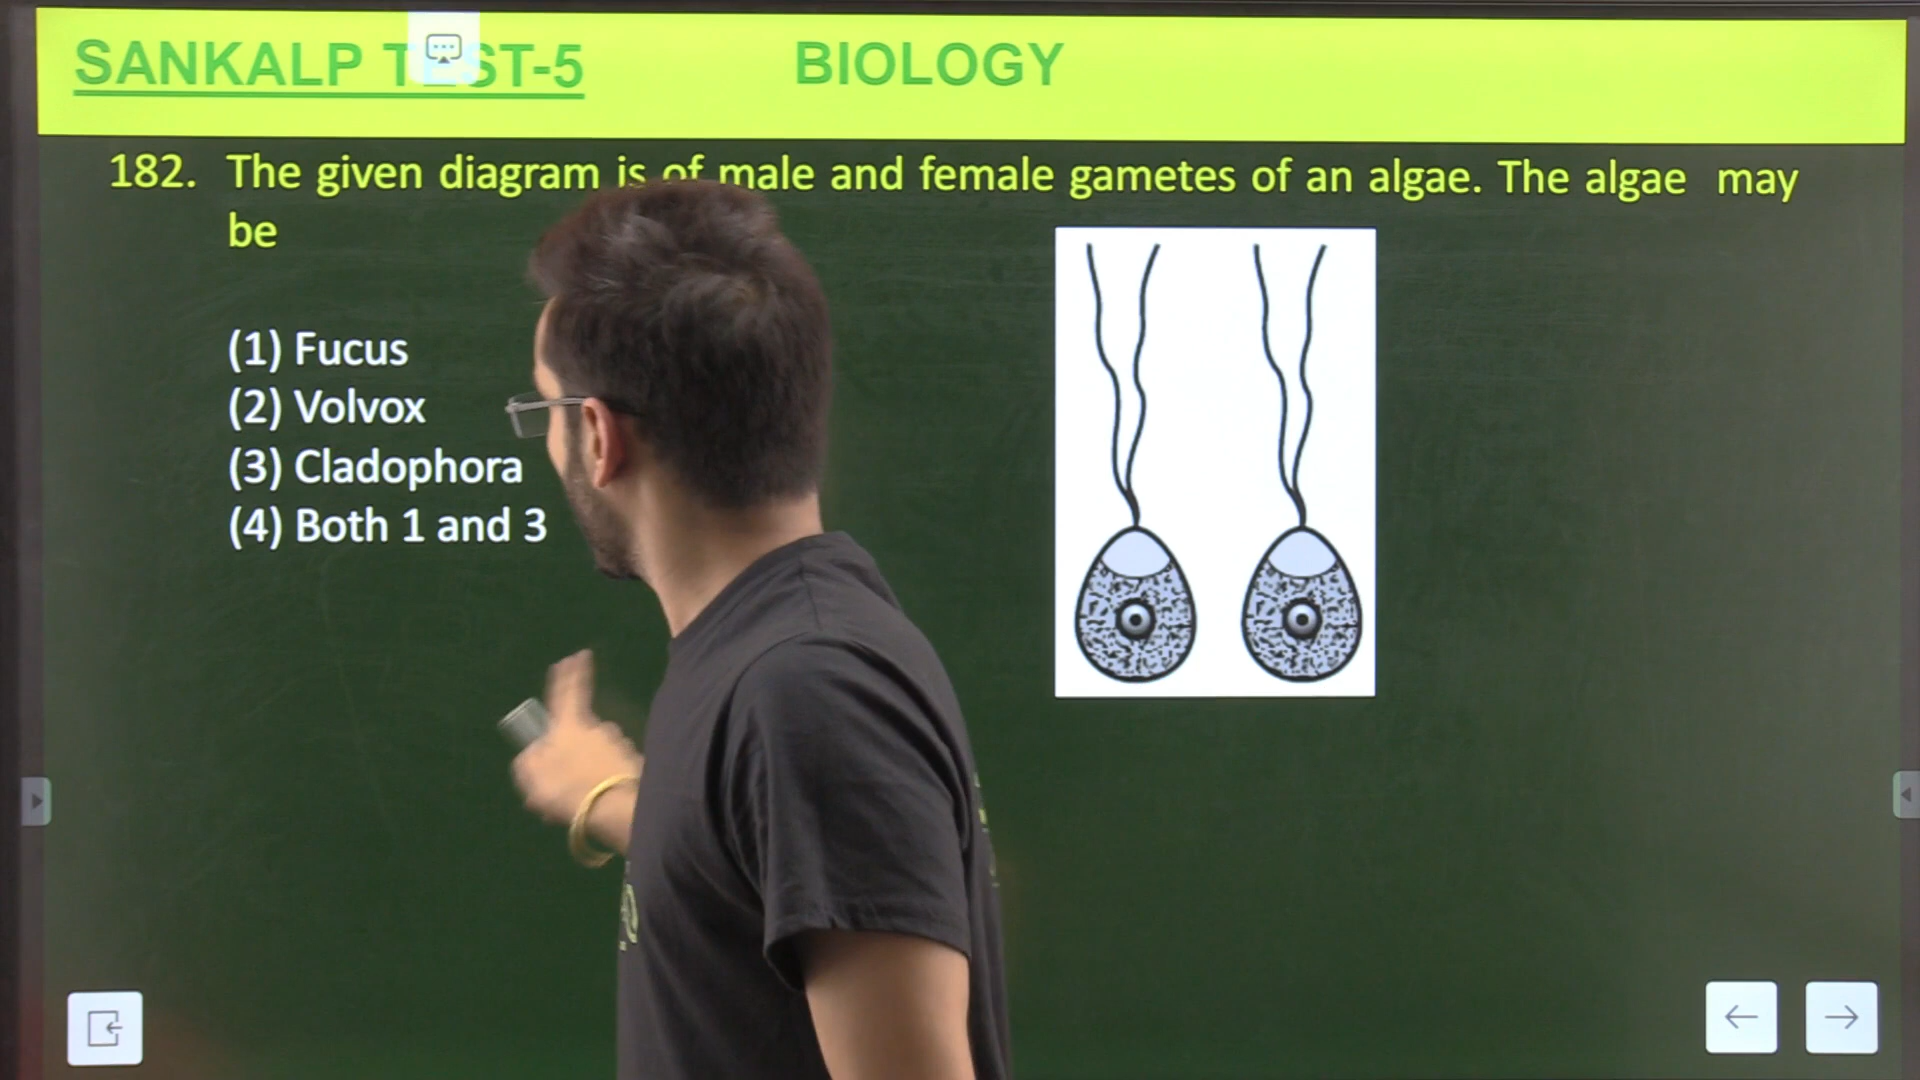 SANKALP TEST-5 BIOLOGY
182. The given diagram is of male and female gametes of an algae. The algae may
be
(1) Fucus
(2) Volvox
(3) Cladophora
(4) Both 1 and 3